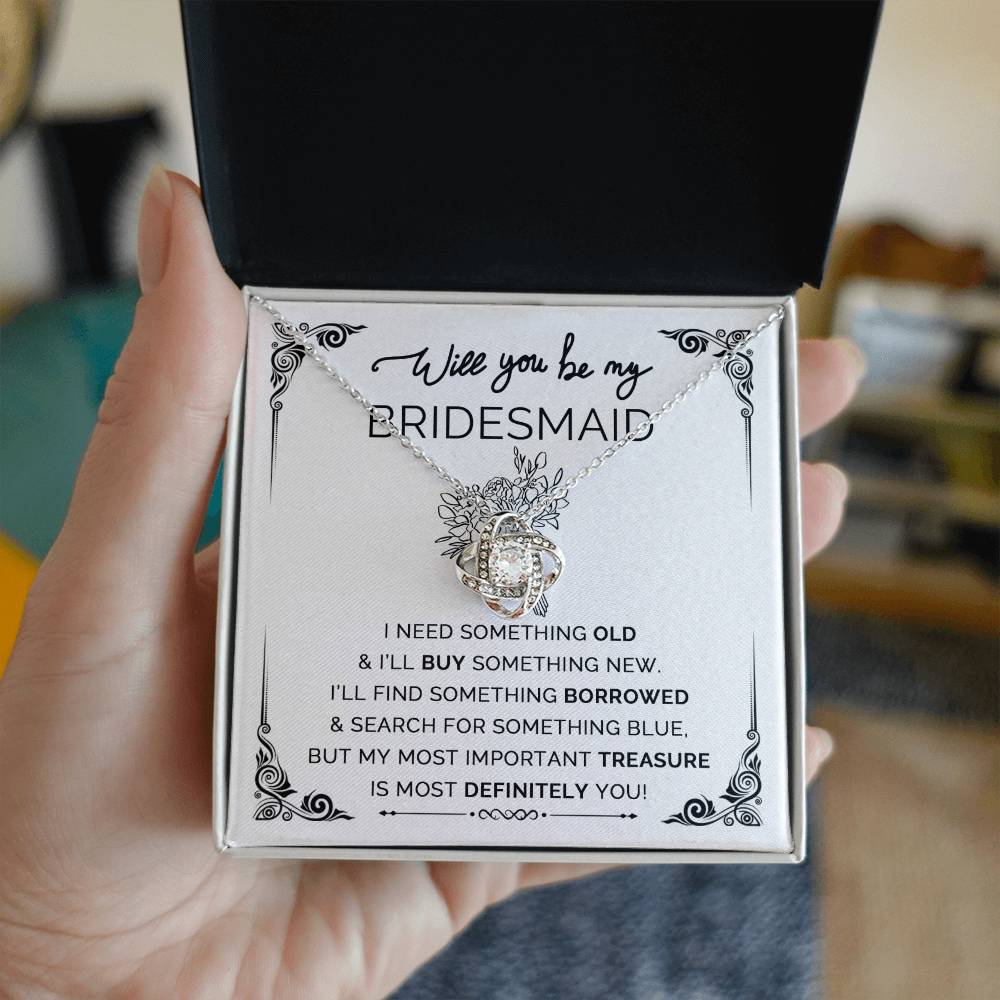 Will you be my
BRIDESMAID
I NEED SOMETHING OLD
& I'LL BUY SOMETHING NEW.
I'LL FIND SOMETHING BORROWED
& SEARCH FOR SOMETHING BLUE,
BUT MY MOST IMPORTANT TREASURE
IS MOST DEFINITELY YOU!